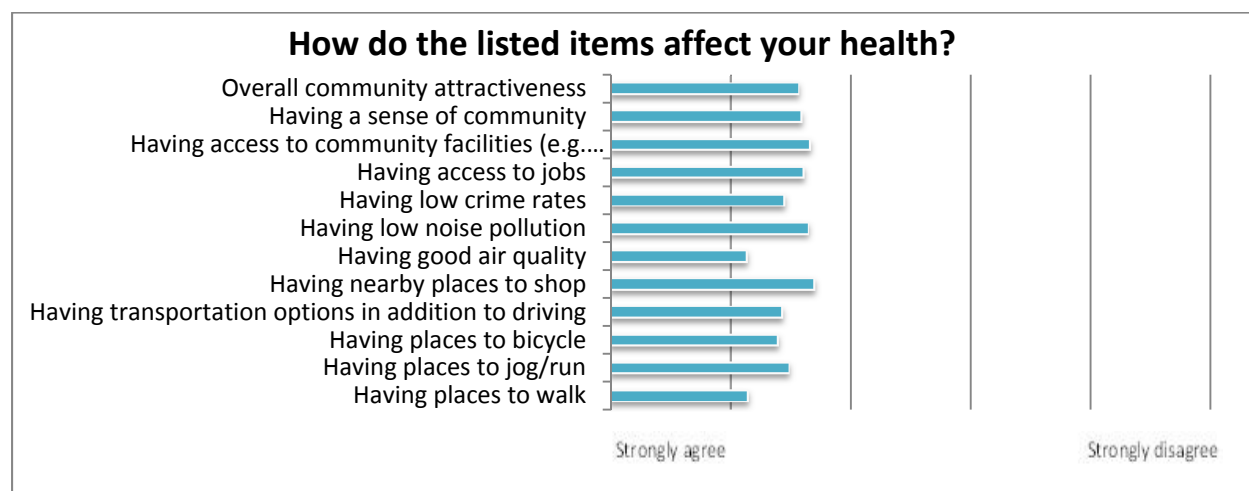 How do the listed items affect your health?
Overall community attractiveness
Having a sense of community
Having access to community facilities (e.g....
Having access to jobs
Having low crime rates
Having low noise pollution
Having good air quality
Having nearby places to shop
Having transportation options in addition to driving
Having places to bicycle
Having places to jog/run
Having places to walk
Strongly agree Strongly disagree